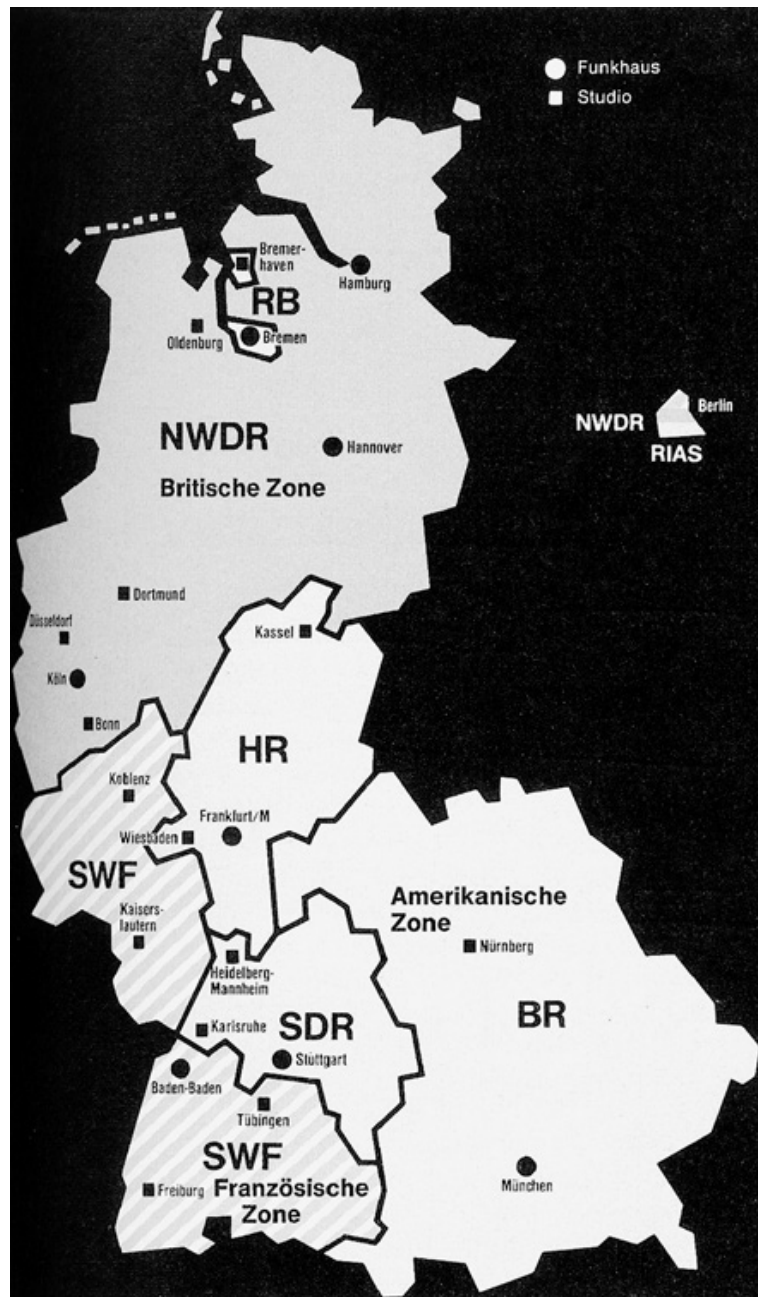 Funkhaus
Studio
Bremer-
haven
Hamburg
RB
Oldenburg
Bremen
Berlin
NWDR
RIAS
NWDR
Hannover
Britische Zone
Dortmund
Düsseldorf
Kassel
Köln
Bonn
HR
Koblenz
Frankfurt/M
Wiesbaden
SWF
Amerikanische
Zone
Kaisers-
lautern
Nürnberg
Heidelberg-
Mannheim
BR
SDR
Karlsruhe
Stuttgart
Baden-Baden
Tübingen
SWF
München
Freiburg
Französische
Zone